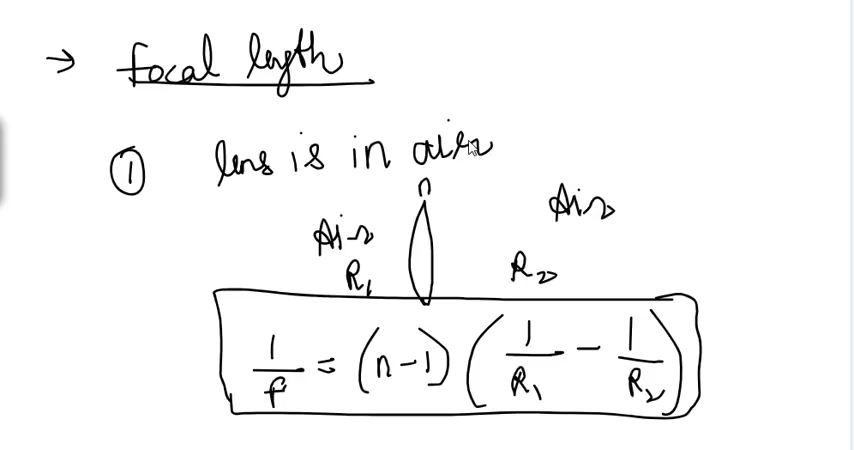 → focal length
① lens is in air
n
Air Air
R₁ R₂
1/f = (n-1) (1/R₁ - 1/R₂)